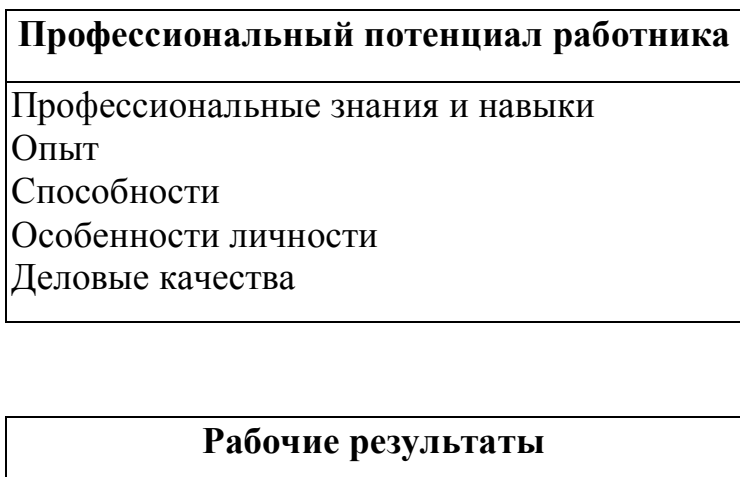 Профессиональный потенциал работника
Профессиональные знания и навыки
Опыт
Способности
Особенности личности
Деловые качества
Рабочие результаты